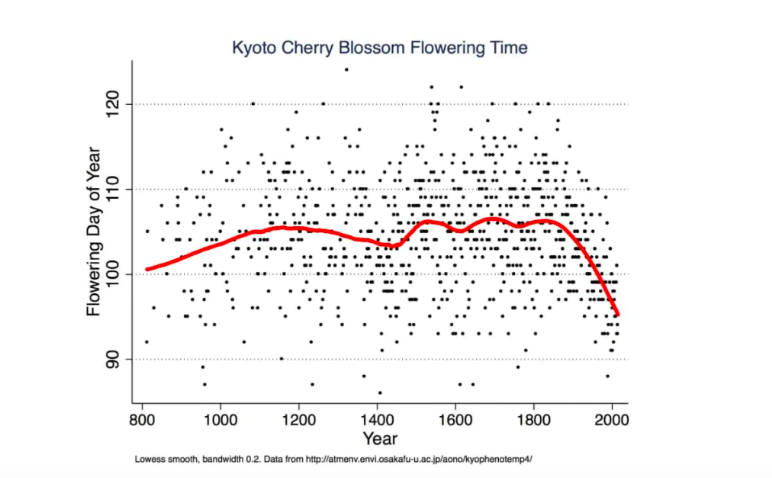 Kyoto Cherry Blossom Flowering Time
Flowering Day of Year
120
110
100
90
800 1000 1200 1400 1600 1800 2000
Year
Lowess smooth, bandwidth 0.2. Data from http://atmenv.envi.osakafu-u.ac.jp/aono/kyophenotemp4/